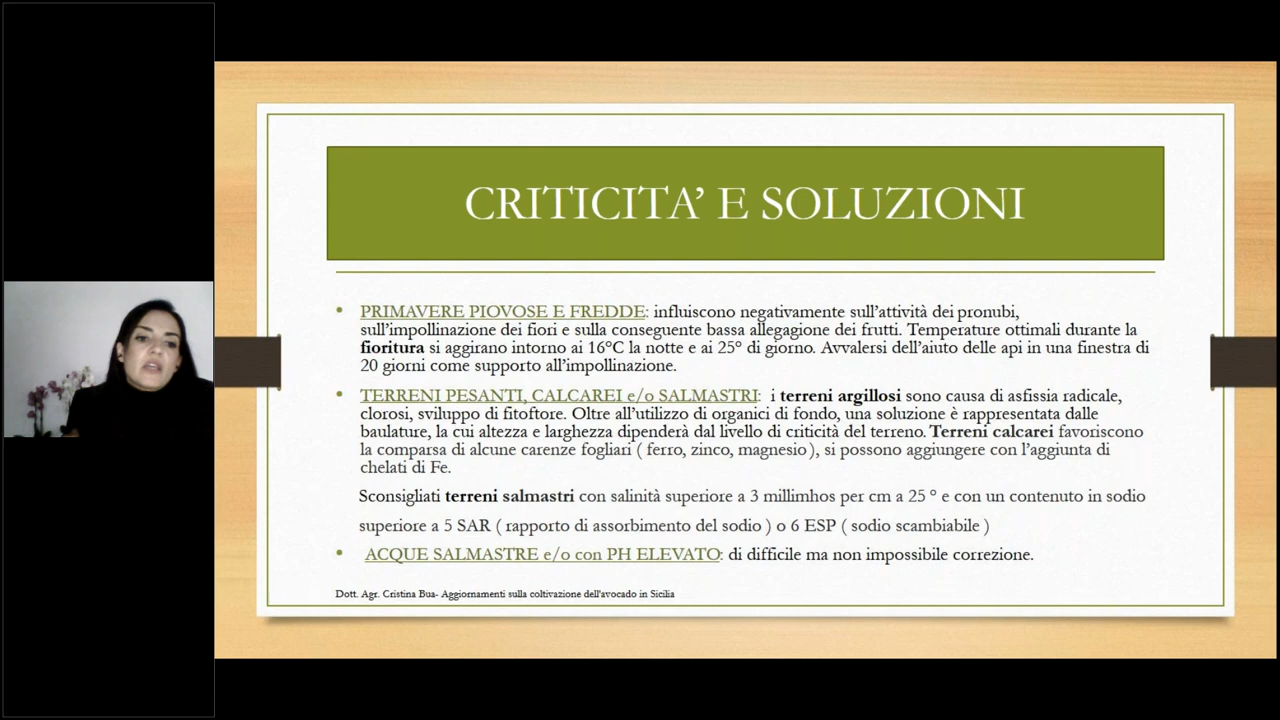 CRITICITA’ E SOLUZIONI
• PRIMAVERE PIOVOSE E FREDDE: influiscono negativamente sull’attività dei pronubi,
sull’impollinazione dei fiori e sulla conseguente bassa allegagione dei frutti. Temperature ottimali durante la
fioritura si aggirano intorno ai 16°C la notte e ai 25° di giorno. Avvalersi dell’aiuto delle api in una finestra di
20 giorni come supporto all’impollinazione.
• TERRENI PESANTI, CALCAREI e/o SALMASTRI: i terreni argillosi sono causa di asfissia radicale,
clorosi, sviluppo di fitoftore. Oltre all’utilizzo di organici di fondo, una soluzione è rappresentata dalle
baulature, la cui altezza e larghezza dipenderà dal livello di criticità del terreno. Terreni calcarei favoriscono
la comparsa di alcune carenze fogliari ( ferro, zinco, magnesio ), si possono aggiungere con l’aggiunta di
chelati di Fe.
Sconsigliati terreni salmastri con salinità superiore a 3 millimhos per cm a 25 ° e con un contenuto in sodio
superiore a 5 SAR ( rapporto di assorbimento del sodio ) o 6 ESP ( sodio scambiabile )
• ACQUE SALMASTRE e/o con PH ELEVATO: di difficile ma non impossibile correzione.
Dott. Agr. Cristina Bua- Aggiornamenti sulla coltivazione dell'avocado in Sicilia